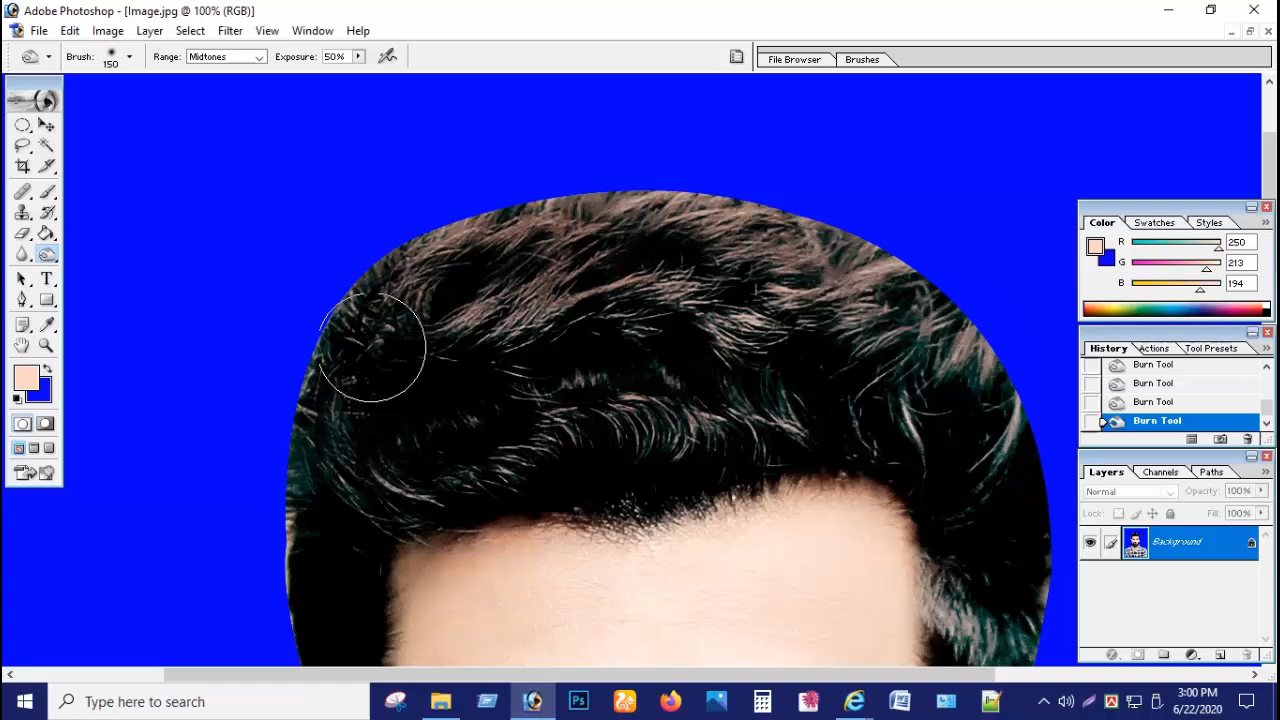 Adobe Photoshop - [Image.jpg @ 100% (RGB)]
File Edit Image Layer Select Filter View Window Help
Brush: 150 Range: Midtones Exposure: 50% File Browser Brushes
Color Swatches Styles
R 250
G 213
B 194
History Actions Tool Presets
Burn Tool
Burn Tool
Burn Tool
Burn Tool
Layers Channels Paths
Normal Opacity: 100%
Lock: Fill: 100%
Background
Type here to search
3:00 PM
6/22/2020